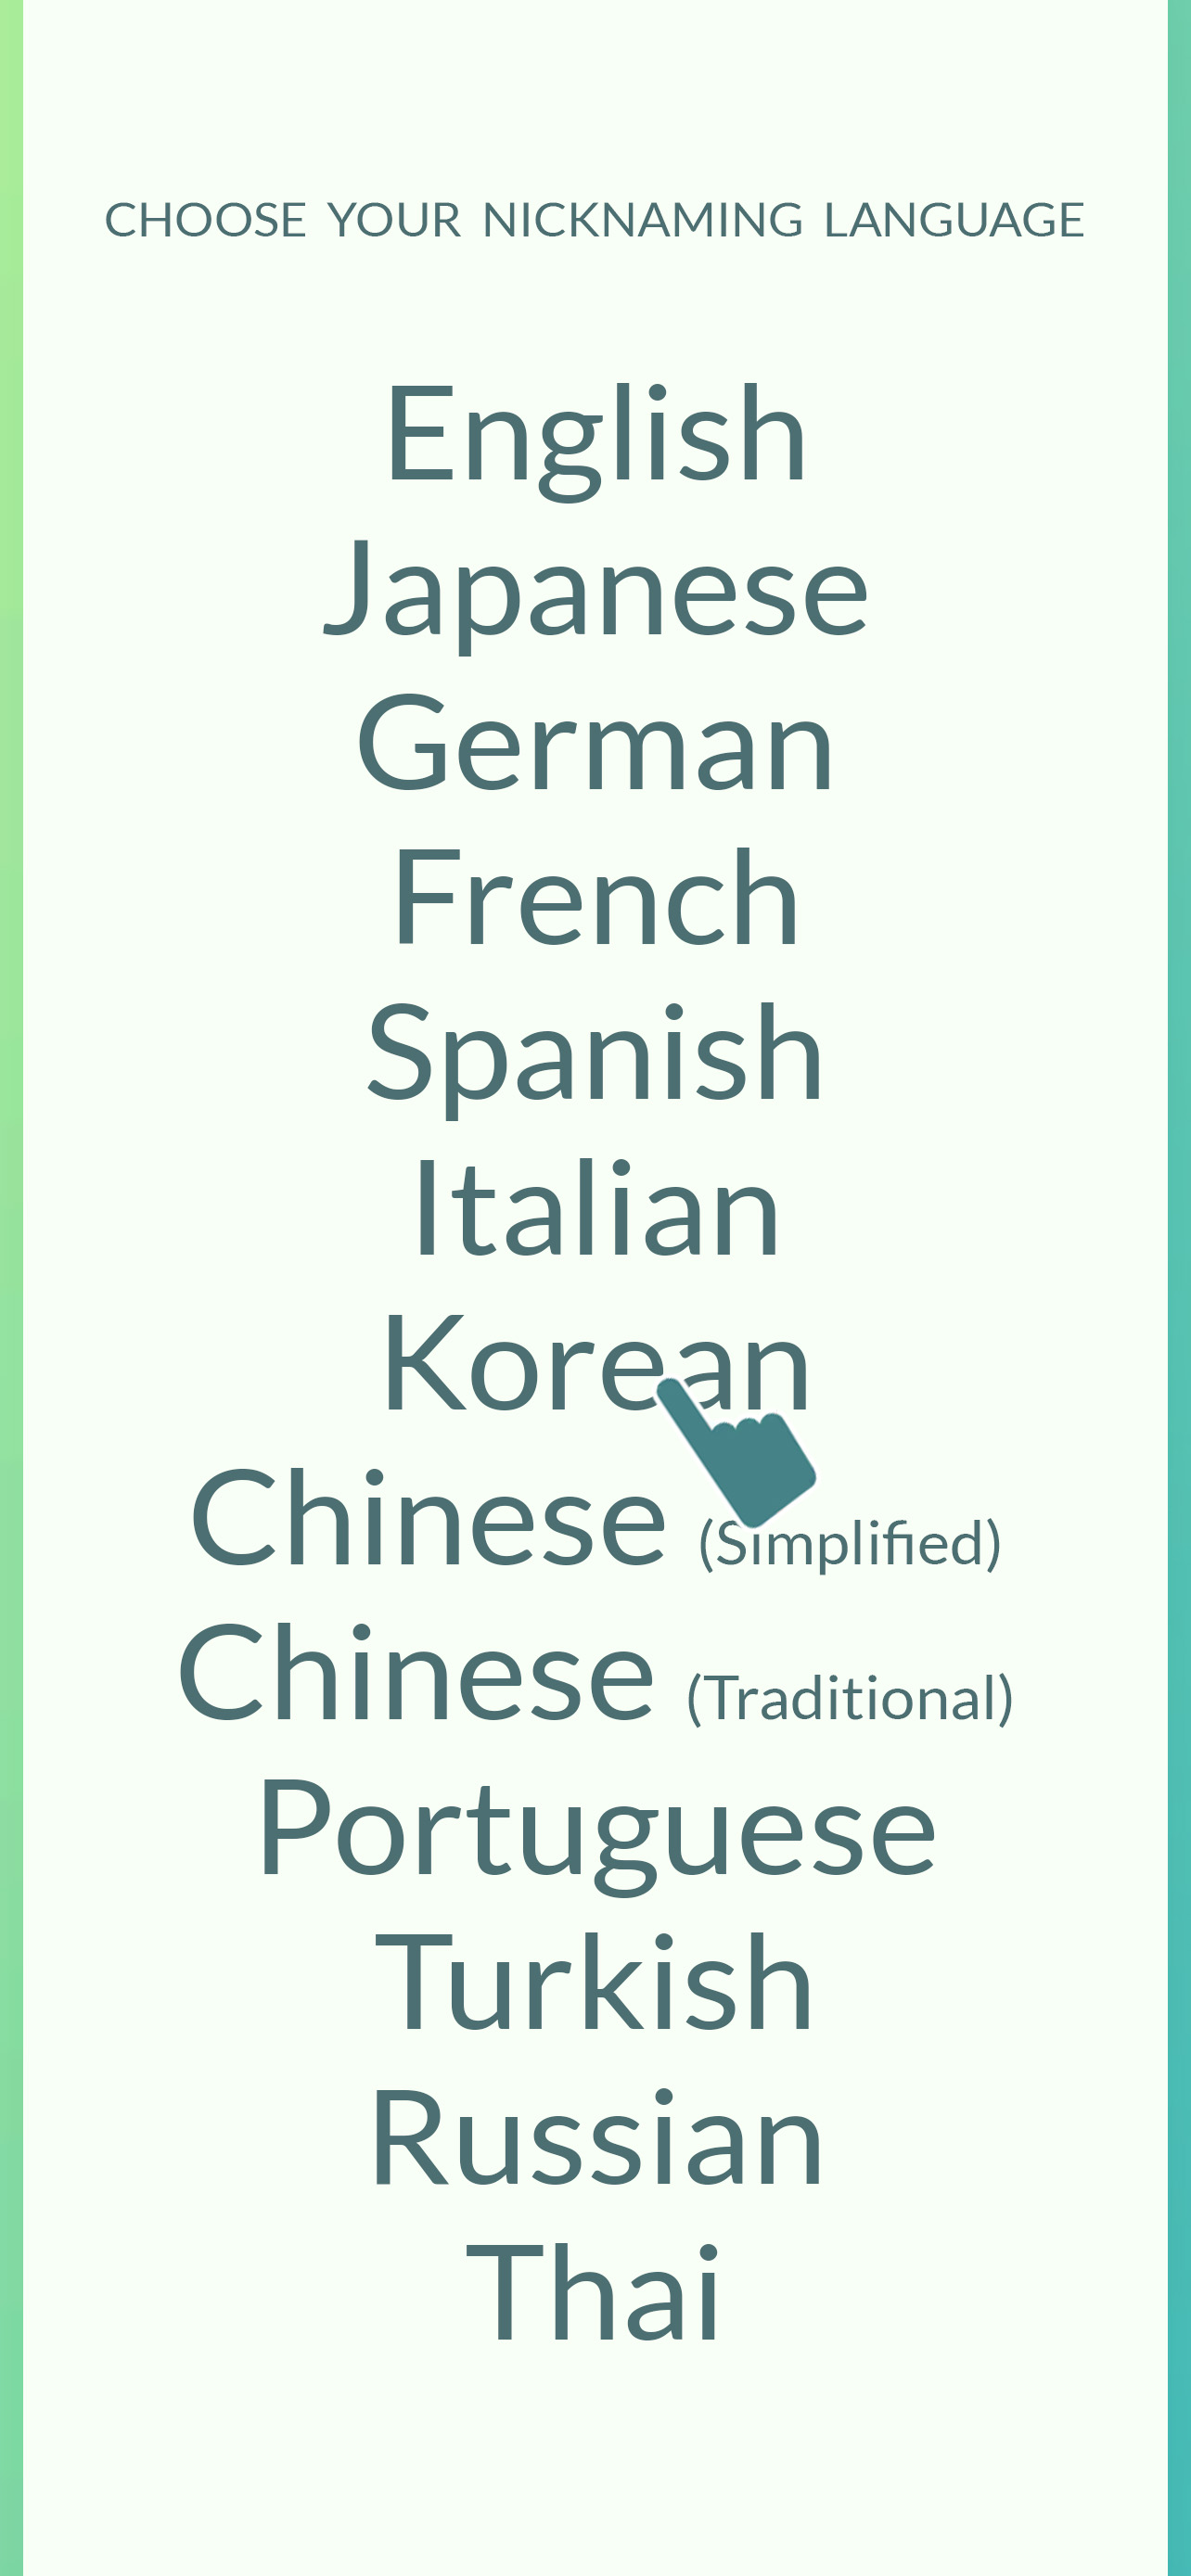 CHOOSE YOUR NICKNAMING LANGUAGE
English
Japanese
German
French
Spanish
Italian
Korean
Chinese (Simplified)
Chinese (Traditional)
Portuguese
Turkish
Russian
Thai